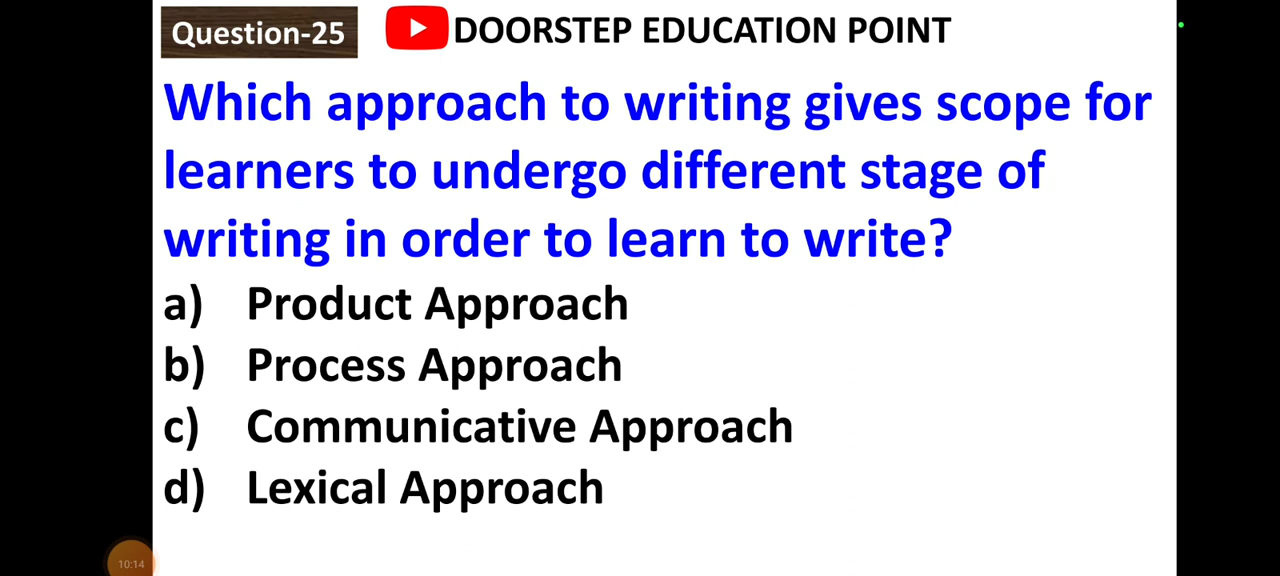 Question-25 DOORSTEP EDUCATION POINT
Which approach to writing gives scope for
learners to undergo different stage of
writing in order to learn to write?
a) Product Approach
b) Process Approach
c) Communicative Approach
d) Lexical Approach
10:14